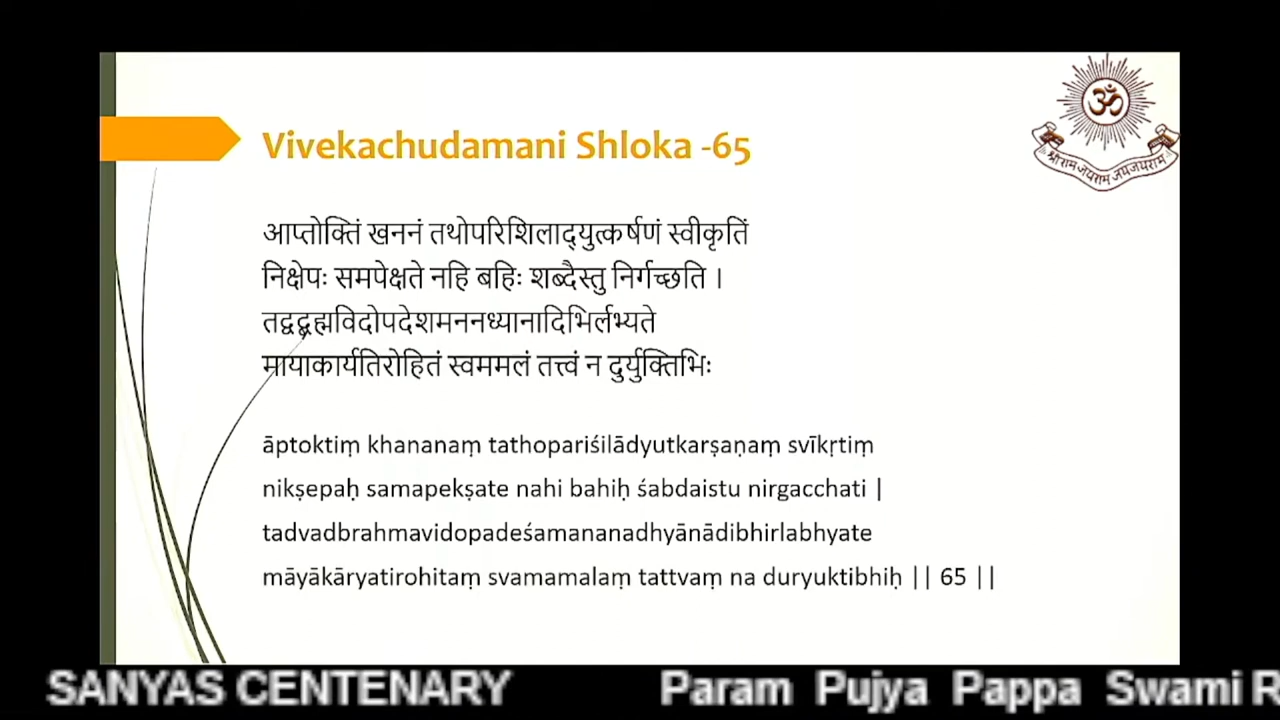 Vivekachudamani Shloka -65
ॐ
श्रीराम जयराम जयजयराम
आप्तोक्तिं खननं तथोपरिशिलाद्युत्कर्षणं स्वीकृतिं
निक्षेपः समपेक्षते नहि बहिः शब्दैस्तु निर्गच्छति ।
तद्वद्ब्रह्मविदोपदेशमननध्यानादिभिर्लभ्यते
मायाकार्यतिरोहितं स्वममलं तत्त्वं न दुर्युक्तिभिः
āptoktiṃ khananaṃ tathopariśilādyutkarṣaṇaṃ svīkṛtiṃ
nikṣepaḥ samapekṣate nahi bahiḥ śabdaistu nirgacchati |
tadvadbrahmavidopadeśamananadhyānādibhirlabhyate
māyākāryatirohitaṃ svamamalaṃ tattvaṃ na duryuktibhiḥ || 65 ||
SANYAS CENTENARY Param Pujya Pappa Swami R